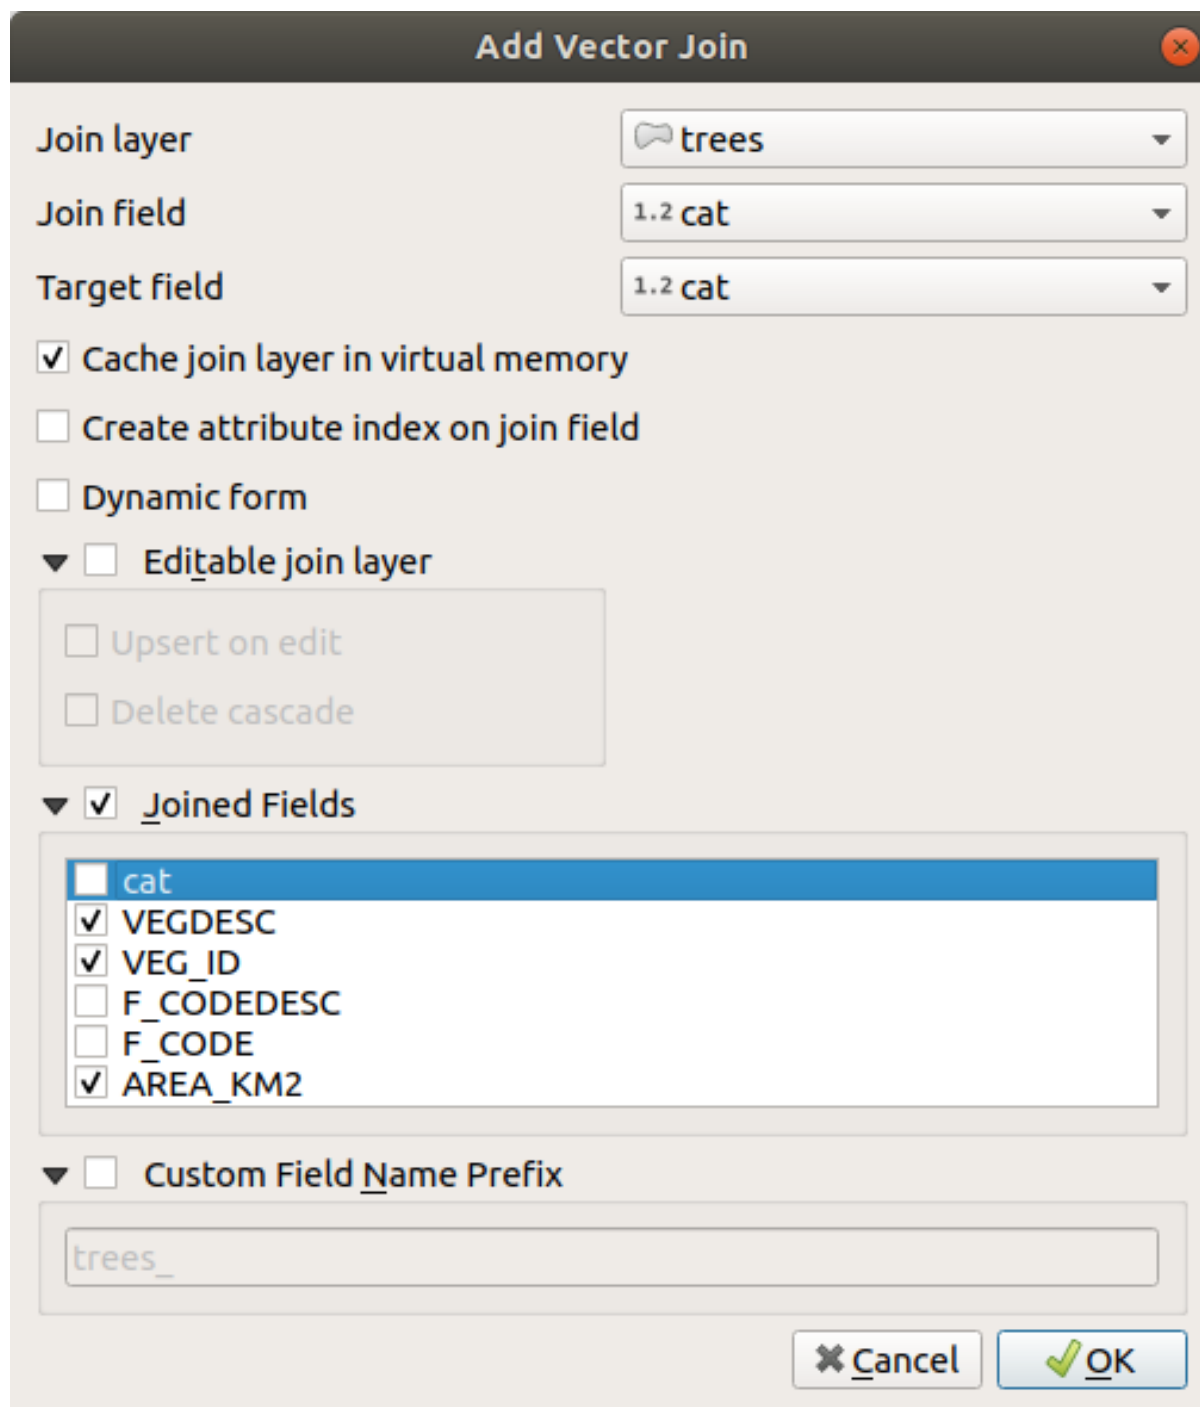 Add Vector Join
Join layer trees
Join field 1.2 cat
Target field 1.2 cat
Cache join layer in virtual memory
Create attribute index on join field
Dynamic form
Editable join layer
Upsert on edit
Delete cascade
Joined Fields
cat
VEGDESC
VEG_ID
F_CODEDESC
F_CODE
AREA_KM2
Custom Field Name Prefix
trees_
Cancel OK